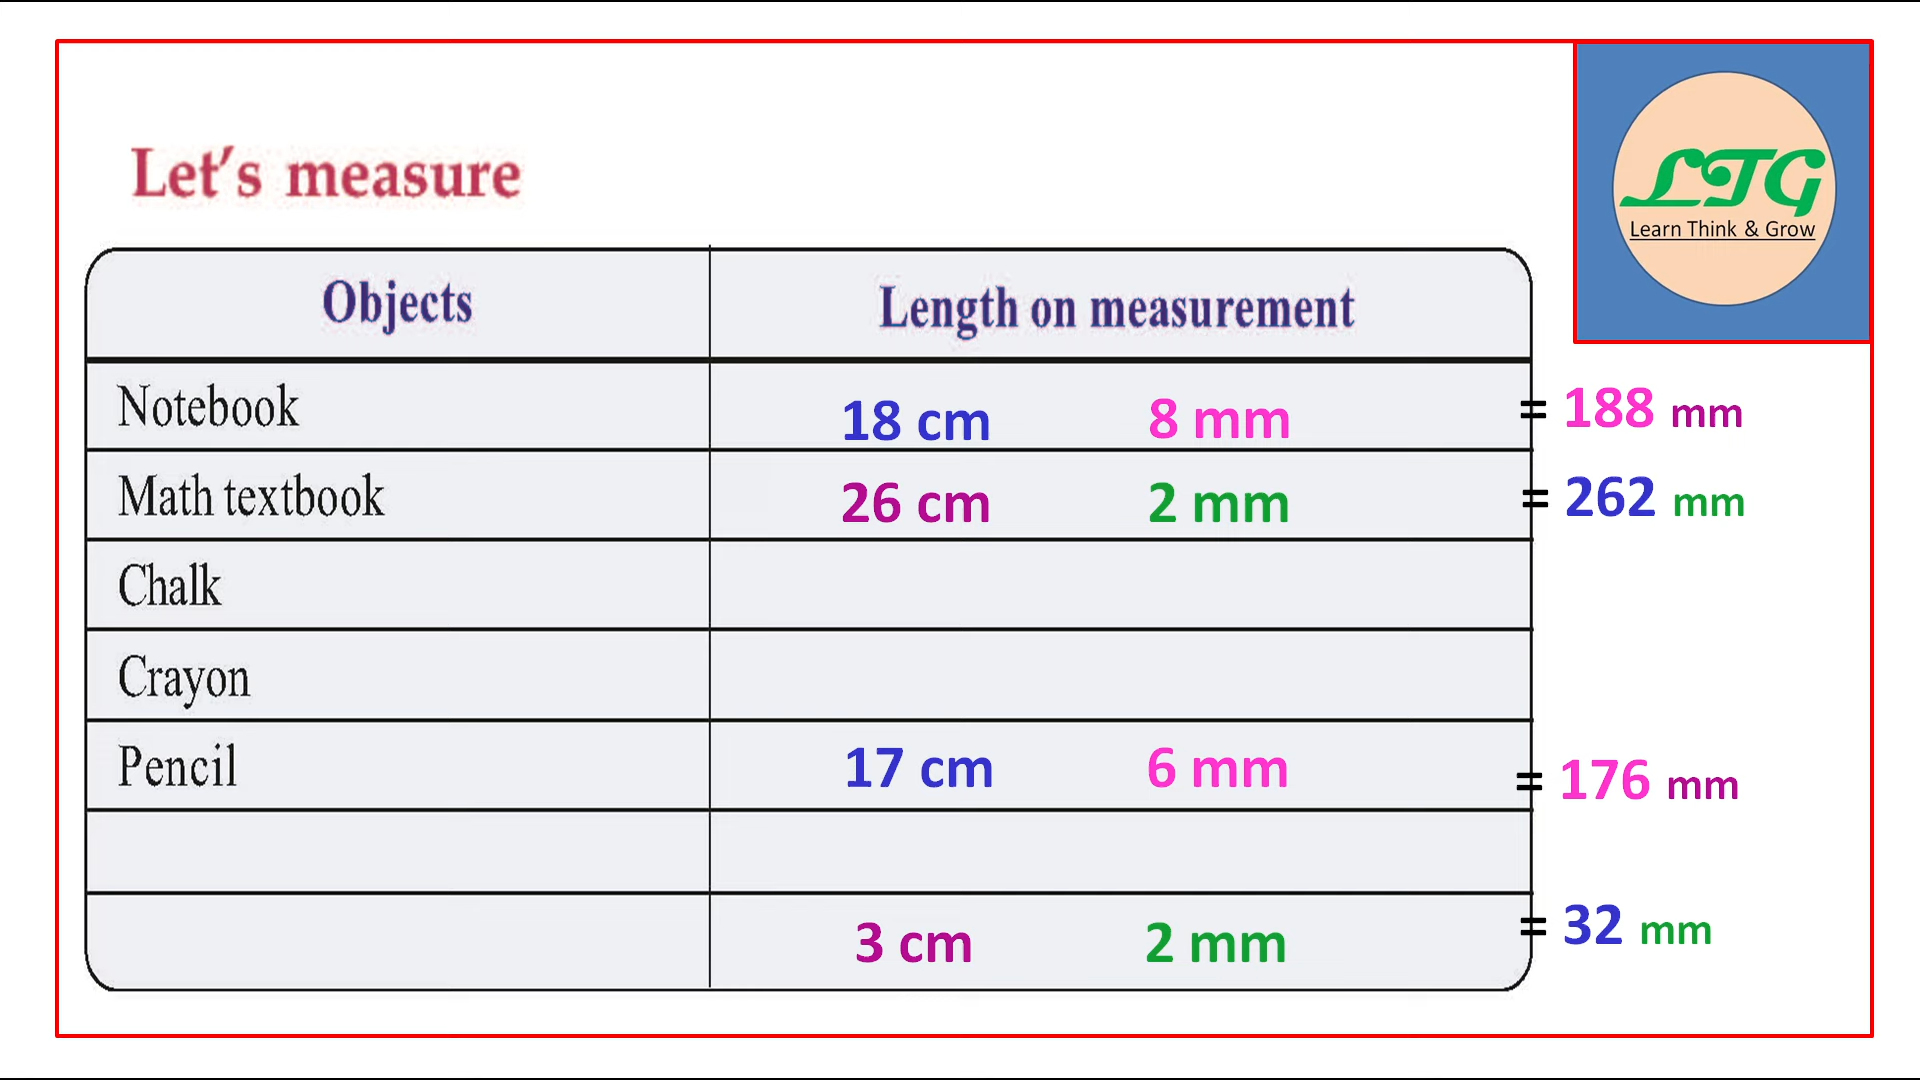 LTG
Learn Think & Grow
Let's measure
Objects Length on measurement
Notebook 18 cm 8 mm = 188 mm
Math textbook 26 cm 2 mm = 262 mm
Chalk
Crayon
Pencil 17 cm 6 mm = 176 mm
3 cm 2 mm = 32 mm